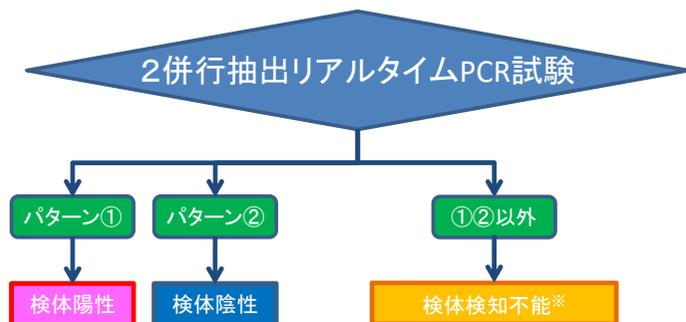 ２併行抽出リアルタイムPCR試験
パターン①
パターン②
①②以外
検体陽性
検体陰性
検体検知不能※